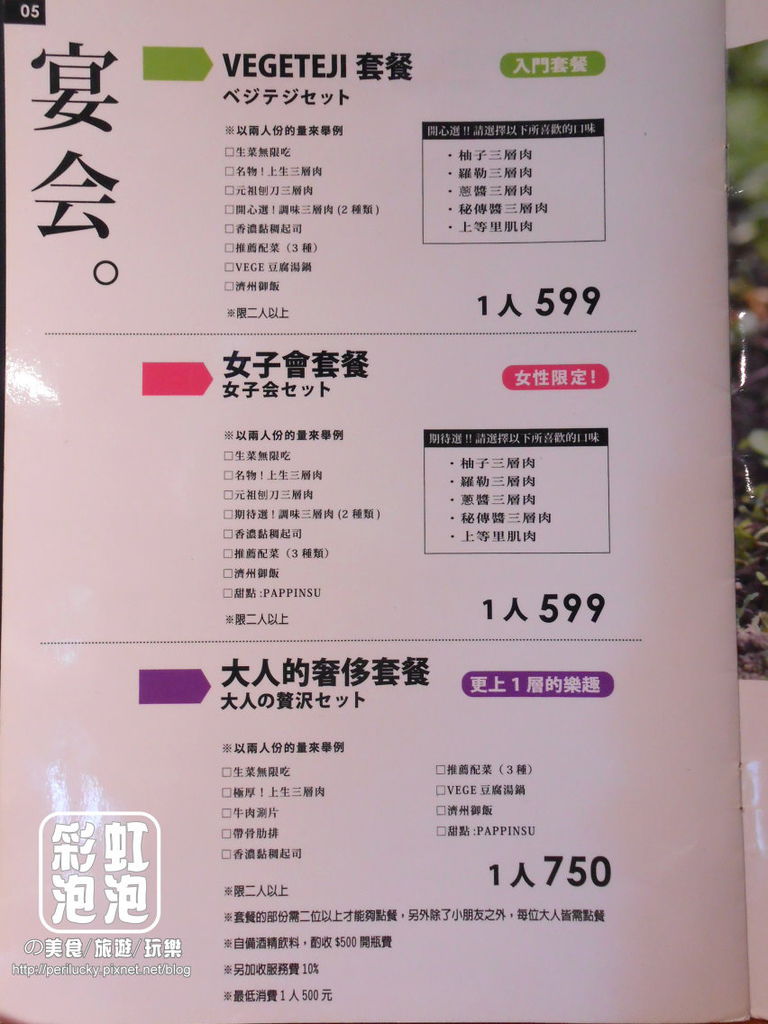 05
宴会。
VEGETEJI 套餐
入門套餐
ベジテジセット
※以兩人份的量來舉例
□生菜無限吃
□名物！上生三層肉
□元祖刨刀三層肉
□開心選！調味三層肉(2 種類)
□香濃黏稠起司
□推薦配菜（3 種）
□VEGE 豆腐湯鍋
□濟州御飯
※限二人以上
開心選!! 請選擇以下所喜歡的口味
・柚子三層肉
・羅勒三層肉
・蔥醬三層肉
・秘傳醬三層肉
・上等里肌肉
1人 599
女子會套餐
女性限定！
女子会セット
※以兩人份的量來舉例
□生菜無限吃
□名物！上生三層肉
□元祖刨刀三層肉
□期待選！調味三層肉(2 種類)
□香濃黏稠起司
□推薦配菜（3 種類）
□濟州御飯
□甜點:PAPPINSU
※限二人以上
期待選!! 請選擇以下所喜歡的口味
・柚子三層肉
・羅勒三層肉
・蔥醬三層肉
・秘傳醬三層肉
・上等里肌肉
1人 599
大人的奢侈套餐
更上1層的樂趣
大人の贅沢セット
※以兩人份的量來舉例
□生菜無限吃
□極厚！上生三層肉
□牛肉涮片
□帶骨肋排
□香濃黏稠起司
□推薦配菜（3 種）
□VEGE 豆腐湯鍋
□濟州御飯
□甜點:PAPPINSU
1人 750
※限二人以上
※套餐的部份需二位以上才能夠點餐，另外除了小朋友之外，每位大人皆需點餐
※自備酒精飲料，酌收 $500 開瓶費
※另加收服務費 10%
※最低消費 1 人 500 元
彩虹泡泡
の美食/旅遊/玩樂
http://perilucky.pixnet.net/blog